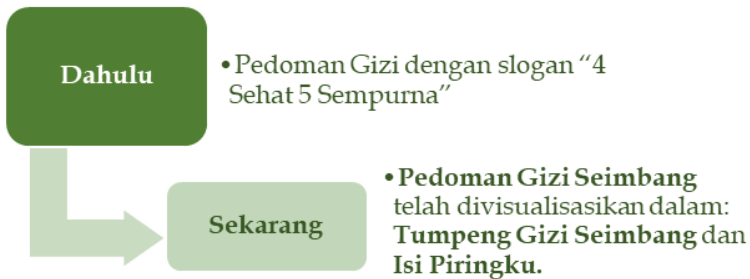 Dahulu
•Pedoman Gizi dengan slogan “4
Sehat 5 Sempurna”
Sekarang
•Pedoman Gizi Seimbang
telah divisualisasikan dalam:
Tumpeng Gizi Seimbang dan
Isi Piringku.